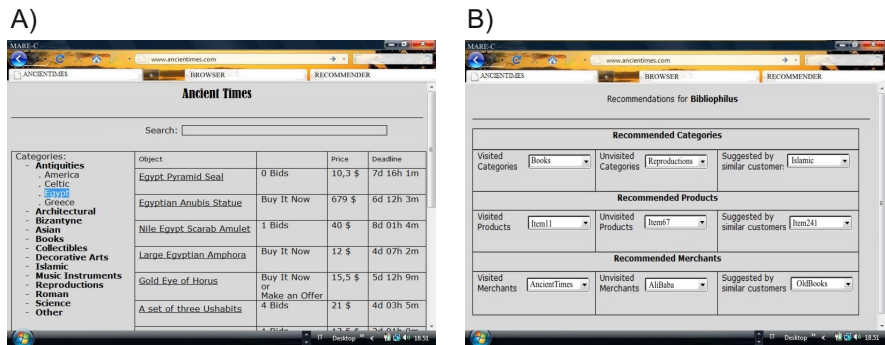 A)
MARE-C
www.ancientimes.com
ANCIENTIMES BROWSER RECOMMENDER
Ancient Times
Search:
Categories:
- Antiquities
. America
. Celtic
. Egypt
. Greece
- Architectural
- Bizantyne
- Asian
- Books
- Collectibles
- Decorative Arts
- Islamic
- Music Instruments
- Reproductions
- Roman
- Science
- Other
Object Price Deadline
Egypt Pyramid Seal 0 Bids 10,3 $ 7d 16h 1m
Egyptian Anubis Statue Buy It Now 679 $ 6d 12h 3m
Nile Egypt Scarab Amulet 1 Bids 40 $ 8d 01h 4m
Large Egyptian Amphora Buy It Now 12 $ 4d 07h 2m
Gold Eye of Horus Buy It Now 15,5 $ 5d 12h 9m
or
Make an Offer
A set of three Ushabits 4 Bids 21 $ 4d 03h 5m
IT Desktop 18.51
B)
MARE-C
www.ancientimes.com
ANCIENTIMES BROWSER RECOMMENDER
Recommendations for Bibliophilus
Recommended Categories
Visited Categories Books Unvisited Categories Reproductions Suggested by similar customer: Islamic
Recommended Products
Visited Products Item11 Unvisited Products Item67 Suggested by similar customers Item241
Recommended Merchants
Visited Merchants AncientTimes Unvisited Merchants AliBaba Suggested by similar customers OldBooks
IT Desktop 18.51